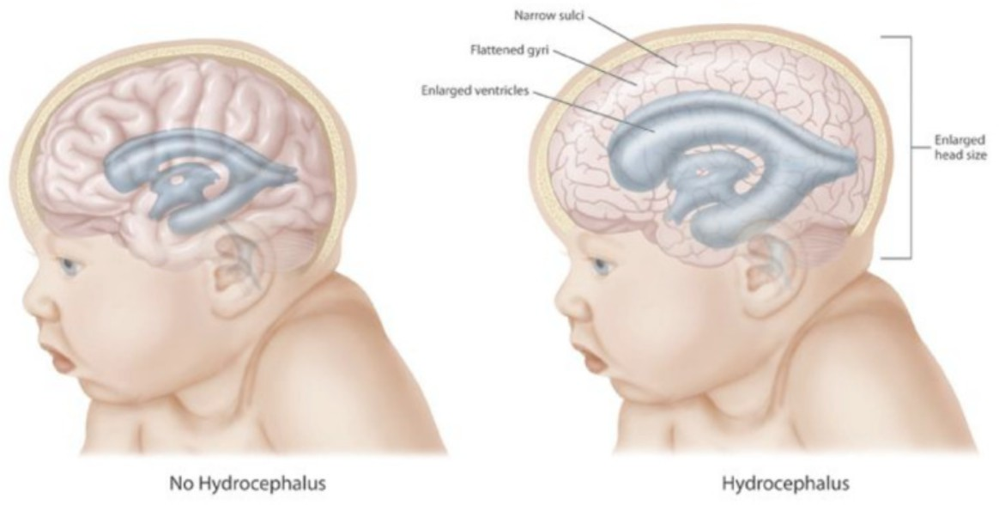 Narrow sulci
Flattened gyri
Enlarged ventricles
Enlarged
head size
No Hydrocephalus
Hydrocephalus